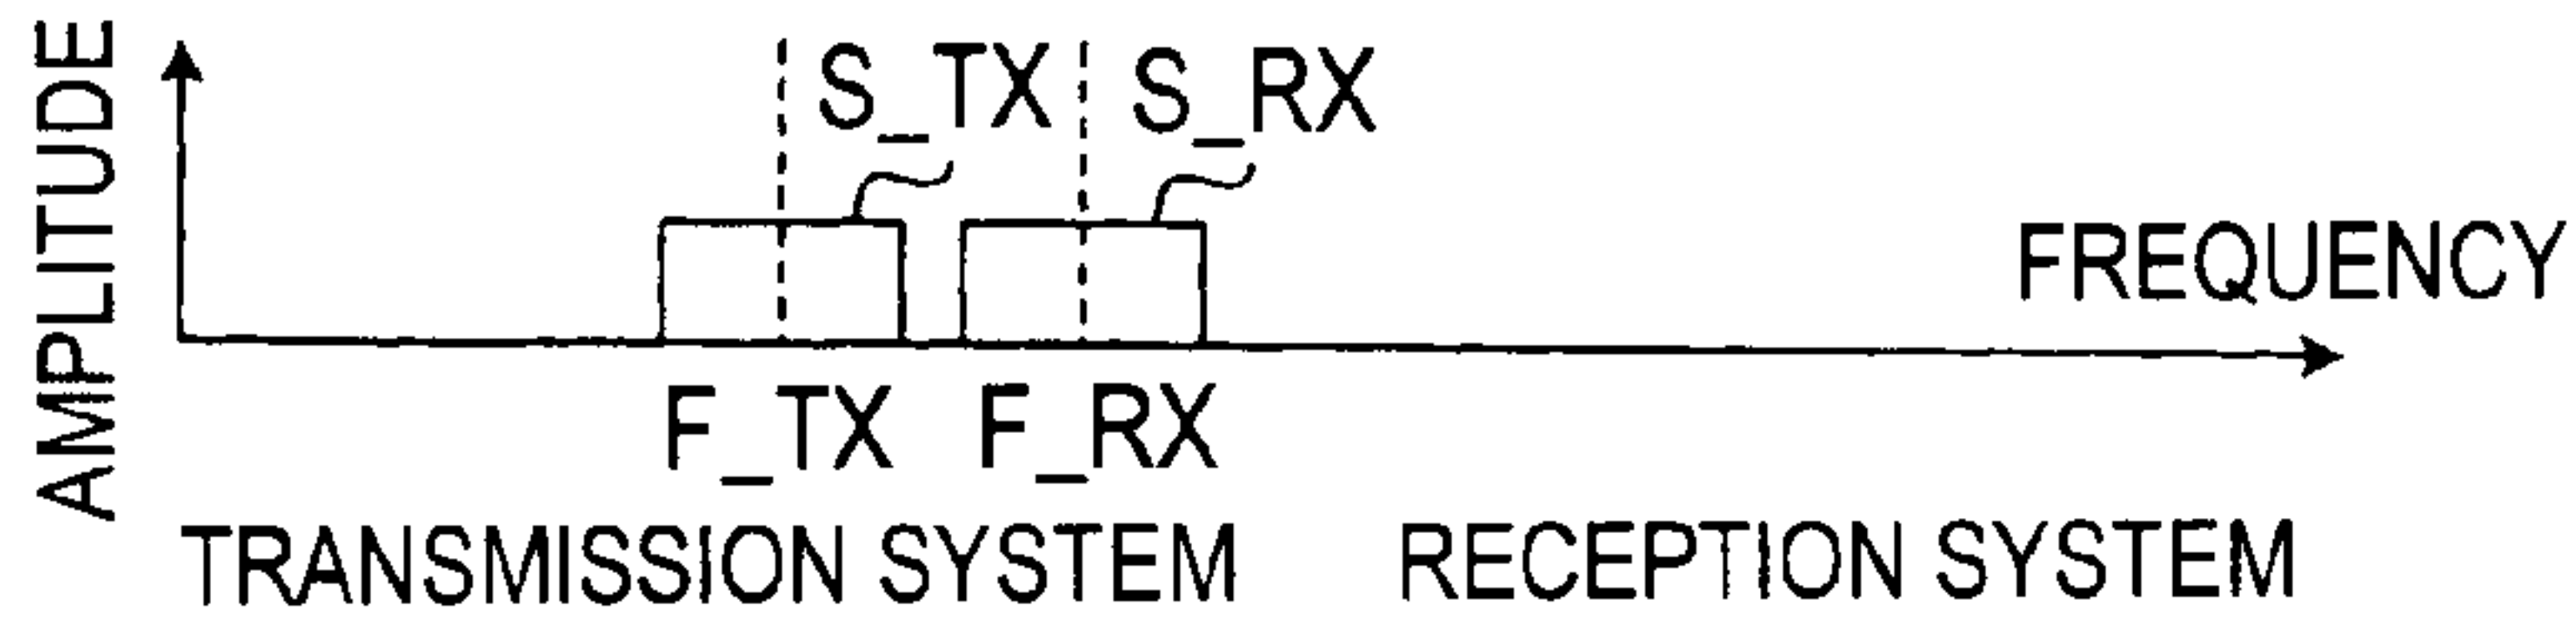 AMPLITUDE
S_TX
S_RX
FREQUENCY
F_TX
F_RX
TRANSMISSION SYSTEM
RECEPTION SYSTEM